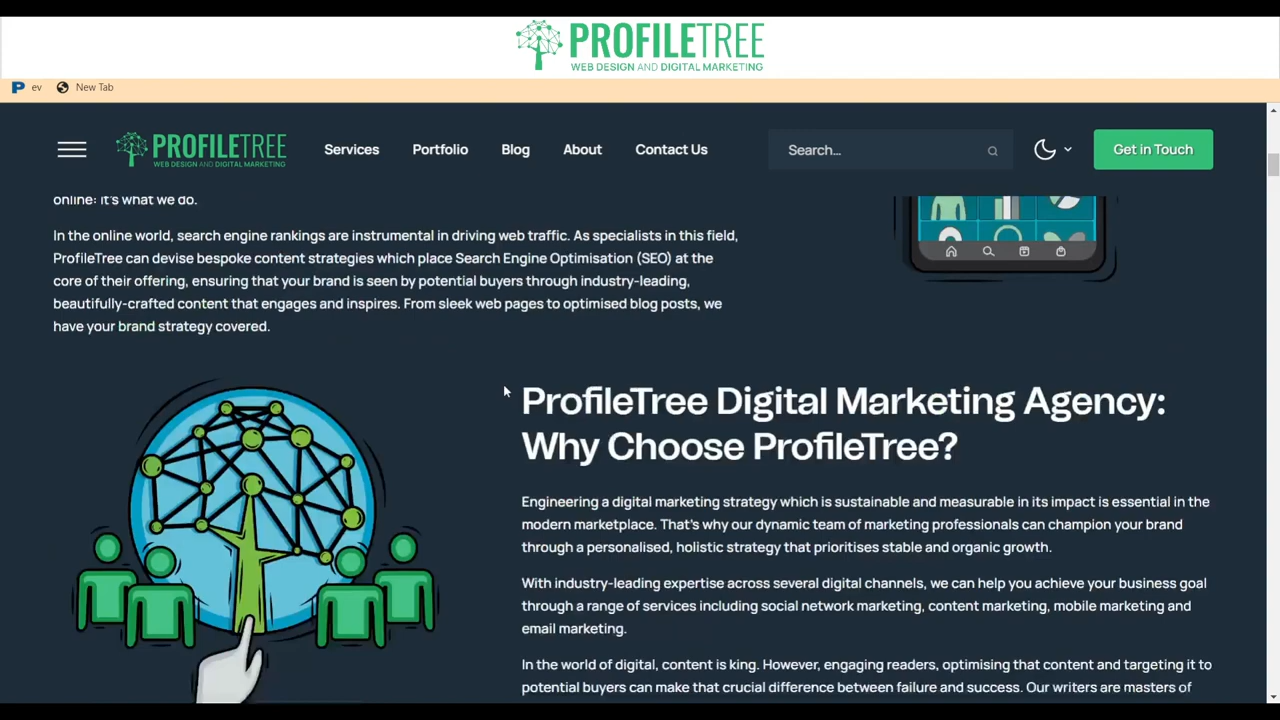 PROFILETREE
WEB DESIGN AND DIGITAL MARKETING
P ev New Tab
PROFILETREE
WEB DESIGN AND DIGITAL MARKETING
Services Portfolio Blog About Contact Us Search... Get in Touch
online: it's what we do.
In the online world, search engine rankings are instrumental in driving web traffic. As specialists in this field,
ProfileTree can devise bespoke content strategies which place Search Engine Optimisation (SEO) at the
core of their offering, ensuring that your brand is seen by potential buyers through industry-leading,
beautifully-crafted content that engages and inspires. From sleek web pages to optimised blog posts, we
have your brand strategy covered.
ProfileTree Digital Marketing Agency:
Why Choose ProfileTree?
Engineering a digital marketing strategy which is sustainable and measurable in its impact is essential in the
modern marketplace. That's why our dynamic team of marketing professionals can champion your brand
through a personalised, holistic strategy that prioritises stable and organic growth.
With industry-leading expertise across several digital channels, we can help you achieve your business goal
through a range of services including social network marketing, content marketing, mobile marketing and
email marketing.
In the world of digital, content is king. However, engaging readers, optimising that content and targeting it to
potential buyers can make that crucial difference between failure and success. Our writers are masters of